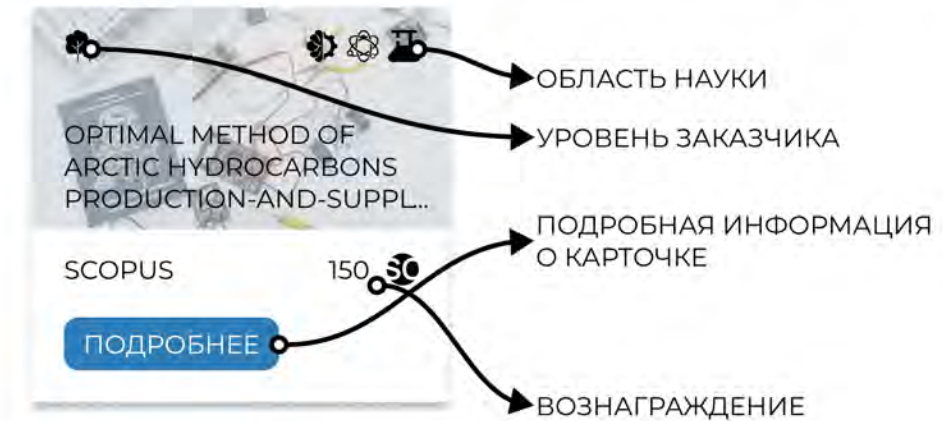 OPTIMAL METHOD OF
ARCTIC HYDROCARBONS
PRODUCTION-AND-SUPPL...
SCOPUS
150 SC
ПОДРОБНЕЕ
ОБЛАСТЬ НАУКИ
УРОВЕНЬ ЗАКАЗЧИКА
ПОДРОБНАЯ ИНФОРМАЦИЯ
О КАРТОЧКЕ
ВОЗНАГРАЖДЕНИЕ